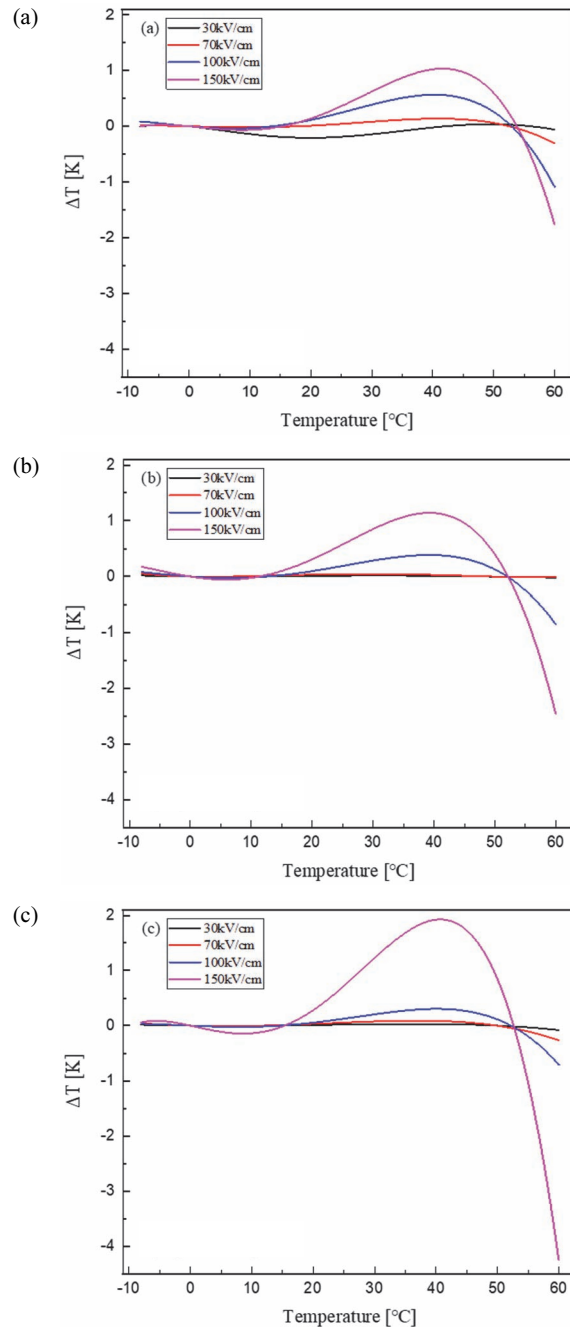 (a)
(a)
30kV/cm
70kV/cm
100kV/cm
150kV/cm
2
1
0
-1
-2
-3
-4
ΔT [K]
-10 0 10 20 30 40 50 60
Temperature [°C]
(b)
(b)
30kV/cm
70kV/cm
100kV/cm
150kV/cm
2
1
0
-1
-2
-3
-4
ΔT [K]
-10 0 10 20 30 40 50 60
Temperature [°C]
(c)
(c)
30kV/cm
70kV/cm
100kV/cm
150kV/cm
2
1
0
-1
-2
-3
-4
ΔT [K]
-10 0 10 20 30 40 50 60
Temperature [°C]